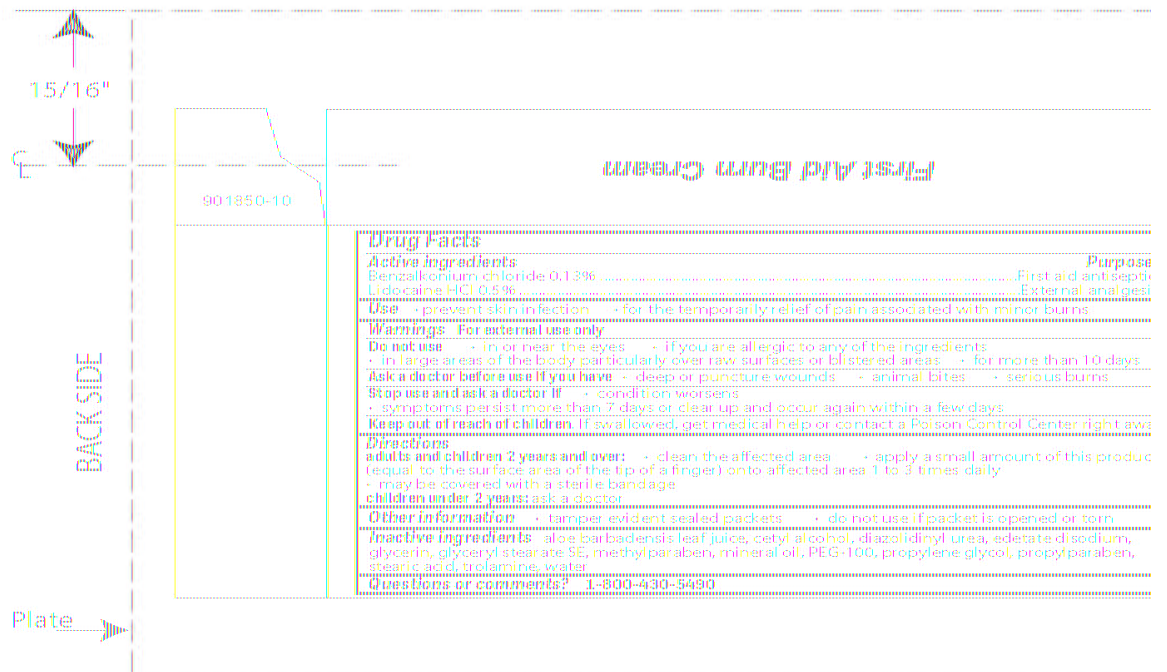 15/16"
℄
First Aid Burn Cream
901850-10
Drug Facts
Active ingredients Purpose
Benzalkonium chloride 0.13% First aid antiseptic
Lidocaine HCl 0.5% External analgesi
Use · prevent skin infection · for the temporarily relief of pain associated with minor burns
Warnings For external use only
Do not use · in or near the eyes · if you are allergic to any of the ingredients
· in large areas of the body particularly over raw surfaces or blistered areas · for more than 10 days
Ask a doctor before use if you have · deep or puncture wounds · animal bites · serious burns
Stop use and ask a doctor if · condition worsens
· symptoms persist more than 7 days or clear up and occur again within a few days
Keep out of reach of children. If swallowed, get medical help or contact a Poison Control Center right awa
Directions
adults and children 2 years and over: · clean the affected area · apply a small amount of this produc
(equal to the surface area of the tip of a finger) onto affected area 1 to 3 times daily
· may be covered with a sterile bandage
children under 2 years: ask a doctor
Other information · tamper evident sealed packets · do not use if packet is opened or torn
Inactive ingredients aloe barbadensis leaf juice, cetyl alcohol, diazolidinyl urea, edetate disodium,
glycerin, glyceryl stearate SE, methylparaben, mineral oil, PEG-100, propylene glycol, propylparaben,
stearic acid, trolamine, water
Questions or comments? 1-800-430-5490
BACKSIDE
Plate